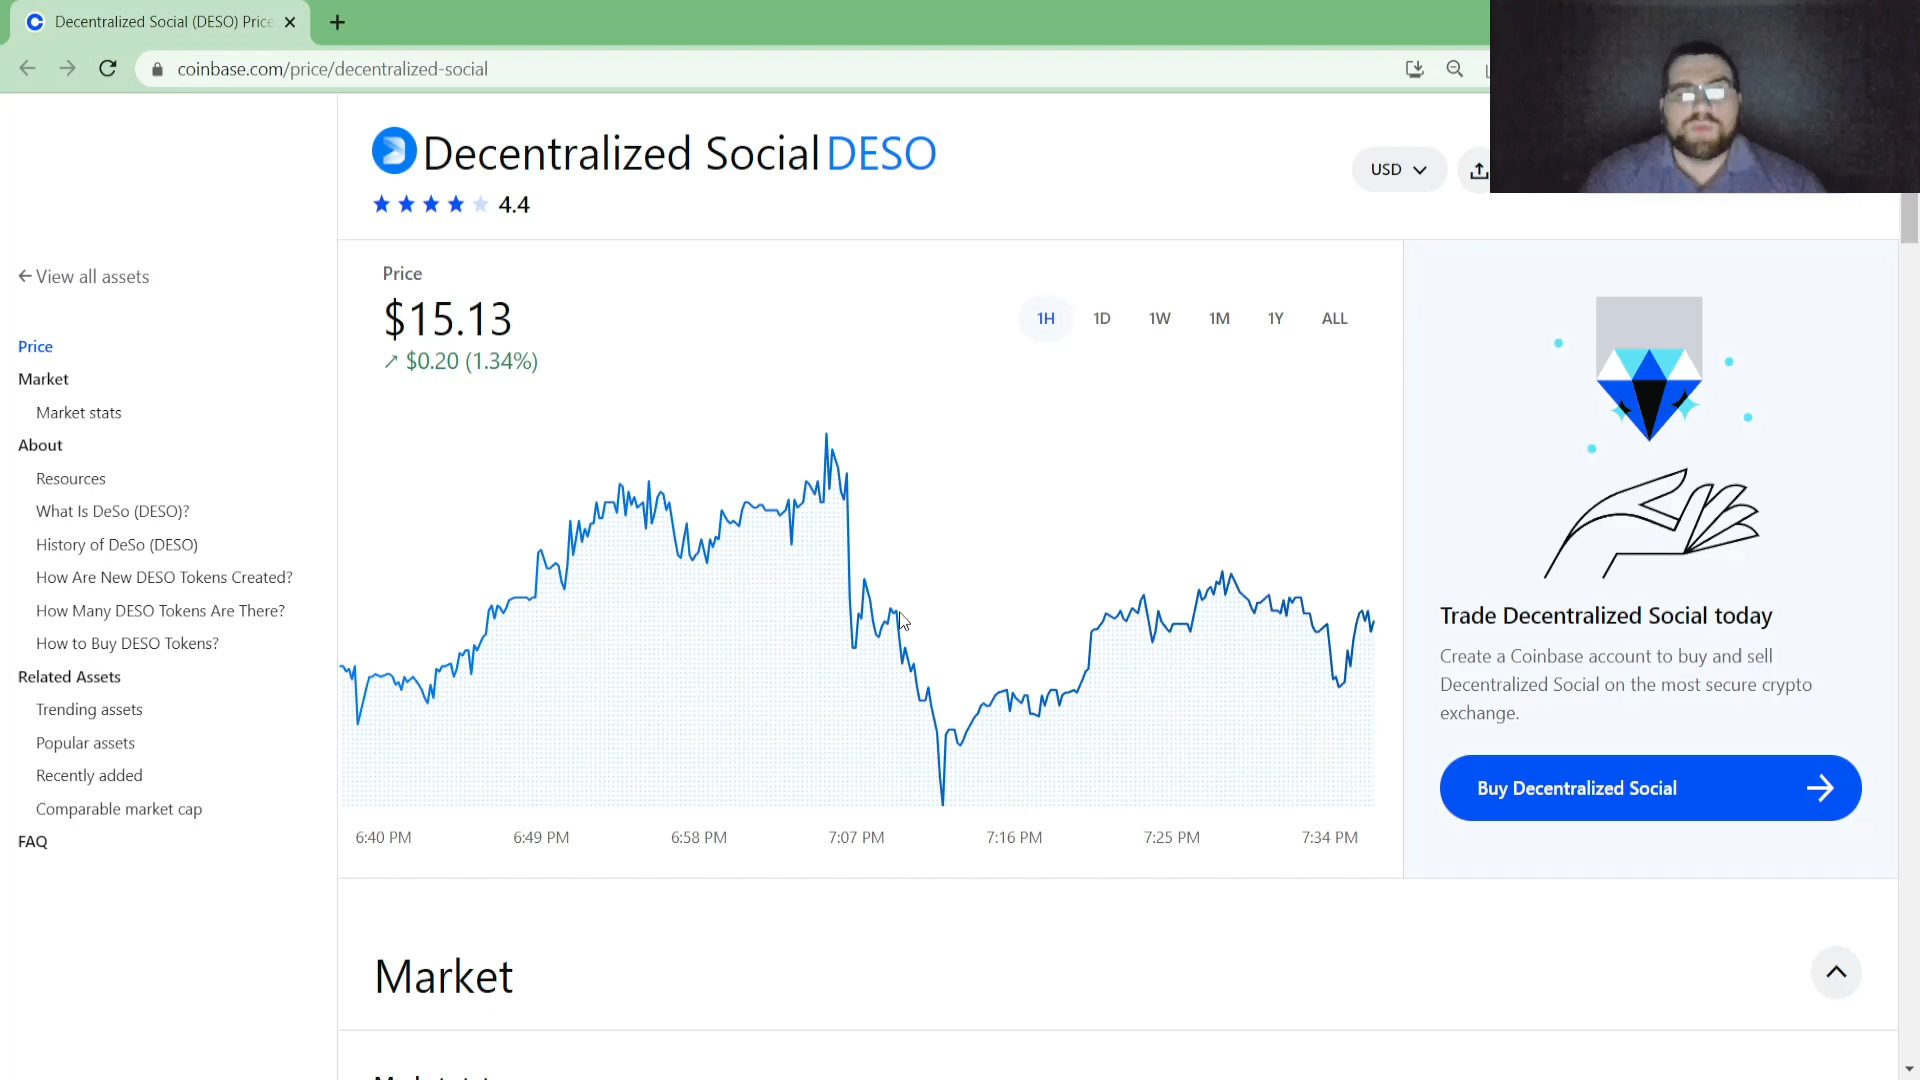 Decentralized Social (DESO) Price
coinbase.com/price/decentralized-social
Decentralized Social DESO
4.4
USD
View all assets
Price
Market
Market stats
About
Resources
What Is DeSo (DESO)?
History of DeSo (DESO)
How Are New DESO Tokens Created?
How Many DESO Tokens Are There?
How to Buy DESO Tokens?
Related Assets
Trending assets
Popular assets
Recently added
Comparable market cap
FAQ
Price
$15.13
$0.20 (1.34%)
1H 1D 1W 1M 1Y ALL
6:40 PM 6:49 PM 6:58 PM 7:07 PM 7:16 PM 7:25 PM 7:34 PM
Trade Decentralized Social today
Create a Coinbase account to buy and sell
Decentralized Social on the most secure crypto
exchange.
Buy Decentralized Social
Market